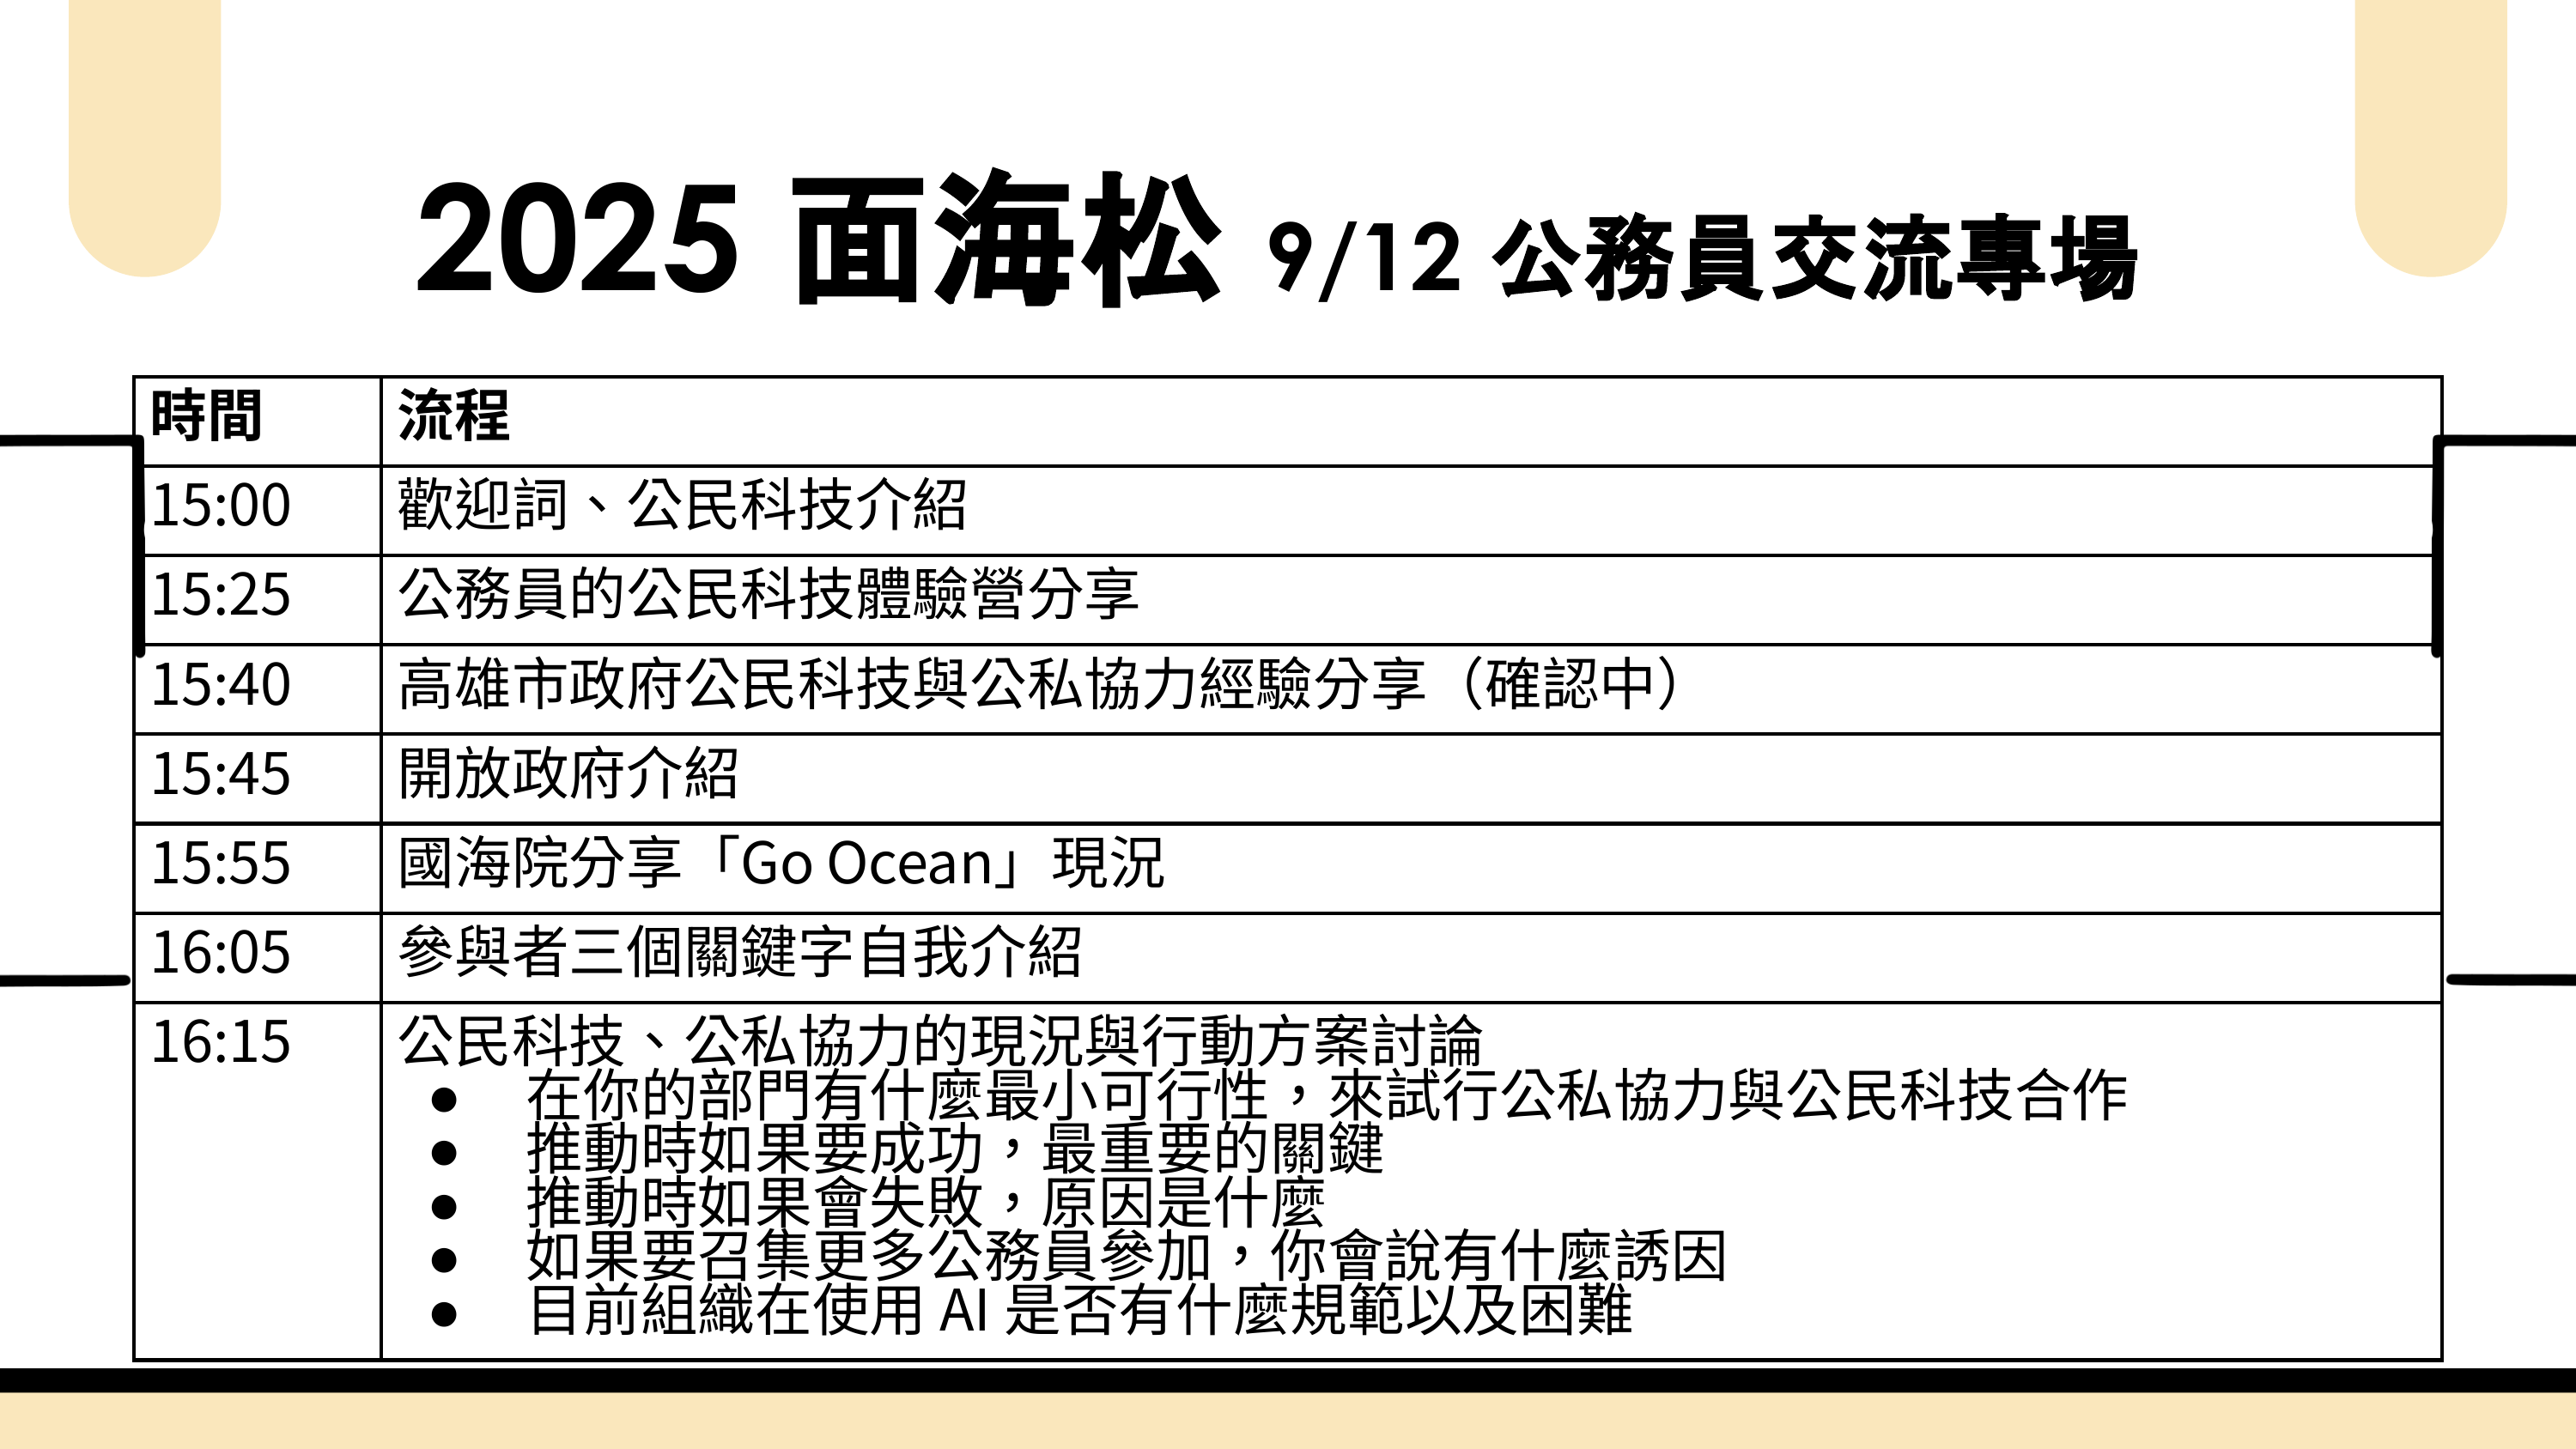 2025 面海松 9/12 公務員交流專場
時間 流程
15:00 歡迎詞、公民科技介紹
15:25 公務員的公民科技體驗營分享
15:40 高雄市政府公民科技與公私協力經驗分享（確認中）
15:45 開放政府介紹
15:55 國海院分享「Go Ocean」現況
16:05 參與者三個關鍵字自我介紹
16:15 公民科技、公私協力的現況與行動方案討論
● 在你的部門有什麼最小可行性，來試行公私協力與公民科技合作
● 推動時如果要成功，最重要的關鍵
● 推動時如果會失敗，原因是什麼
● 如果要召集更多公務員參加，你會說有什麼誘因
● 目前組織在使用 AI 是否有什麼規範以及困難